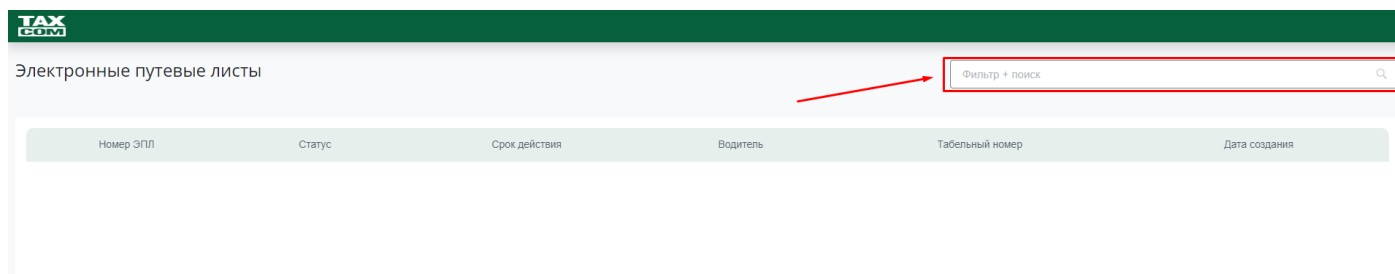 TAX
COM
Электронные путевые листы
Фильтр + поиск
Номер ЭПЛ Статус Срок действия Водитель Табельный номер Дата создания